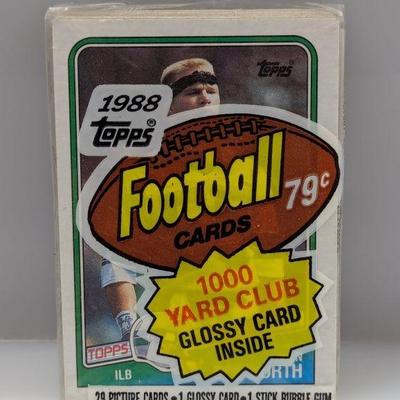 Topps®
1988
Topps®
Football
79¢
CARDS
1000
YARD CLUB
GLOSSY CARD
INSIDE
TOPPS
ILB
28 PICTURE CARDS • 1 GLOSSY CARD • 1 STICK BUBBLE GUM